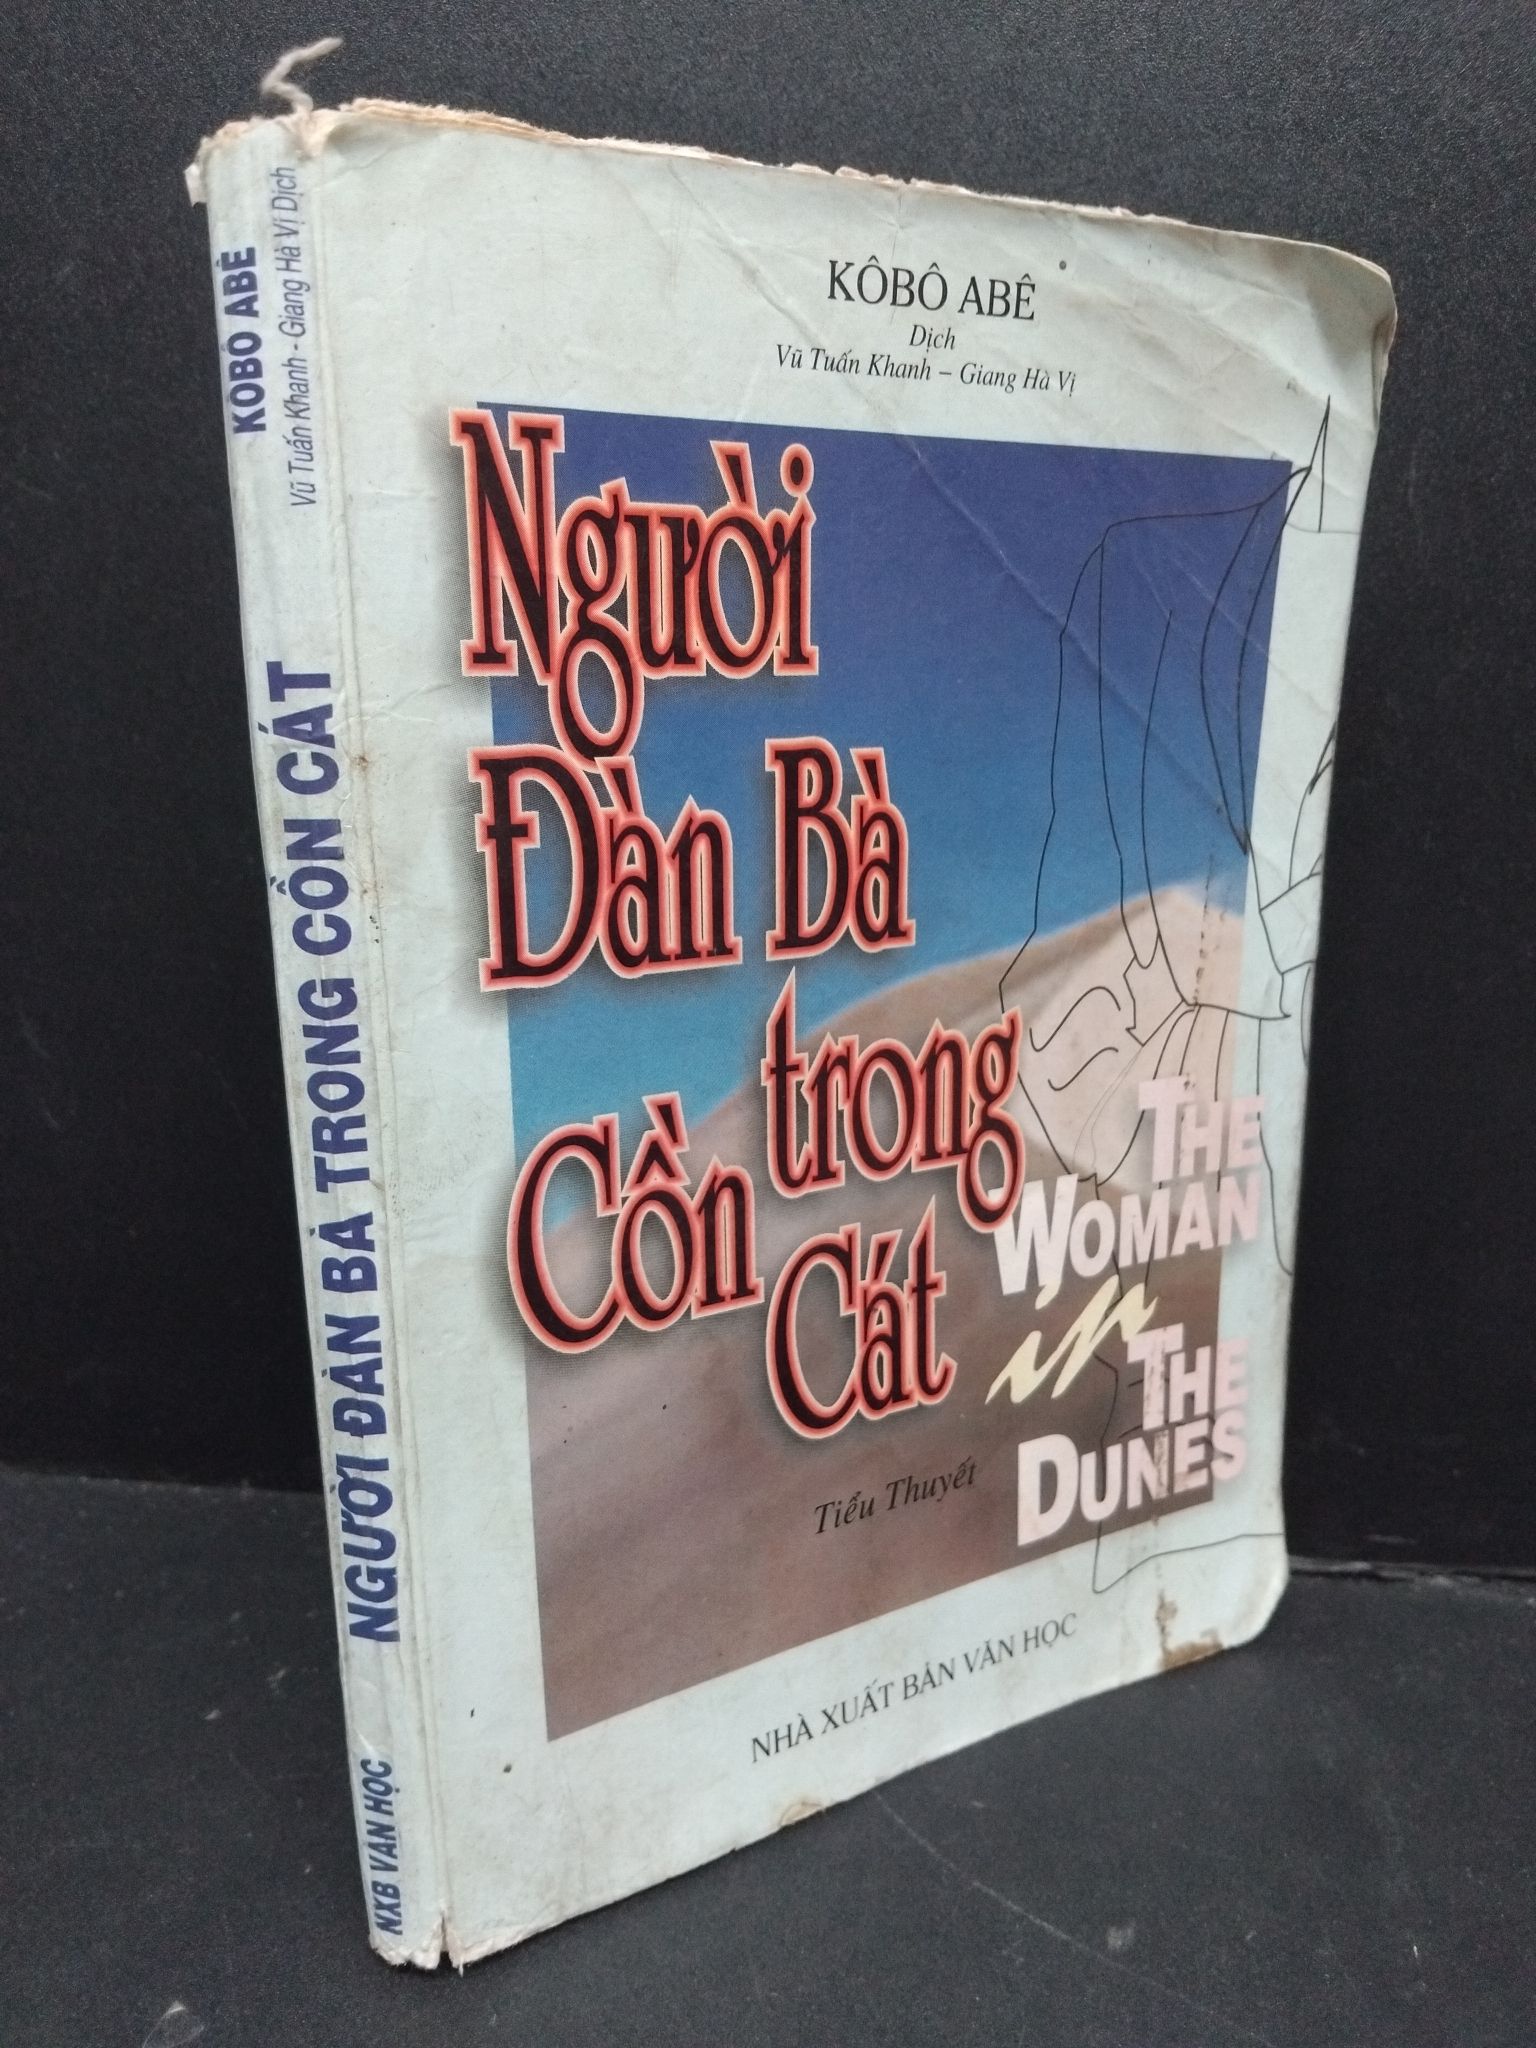 KÔBÔ ABÊ
Dịch
Vũ Tuấn Khanh – Giang Hà Vị
Người
Đàn Bà
trong
Cồn
Cát
THE
WOMAN
in
THE
DUNES
Tiểu Thuyết
NHÀ XUẤT BẢN VĂN HỌC
KÔBÔ ABÊ
Vũ Tuấn Khanh - Giang Hà Vị Dịch
NGƯỜI ĐÀN BÀ TRONG CỒN CÁT
NXB VĂN HỌC